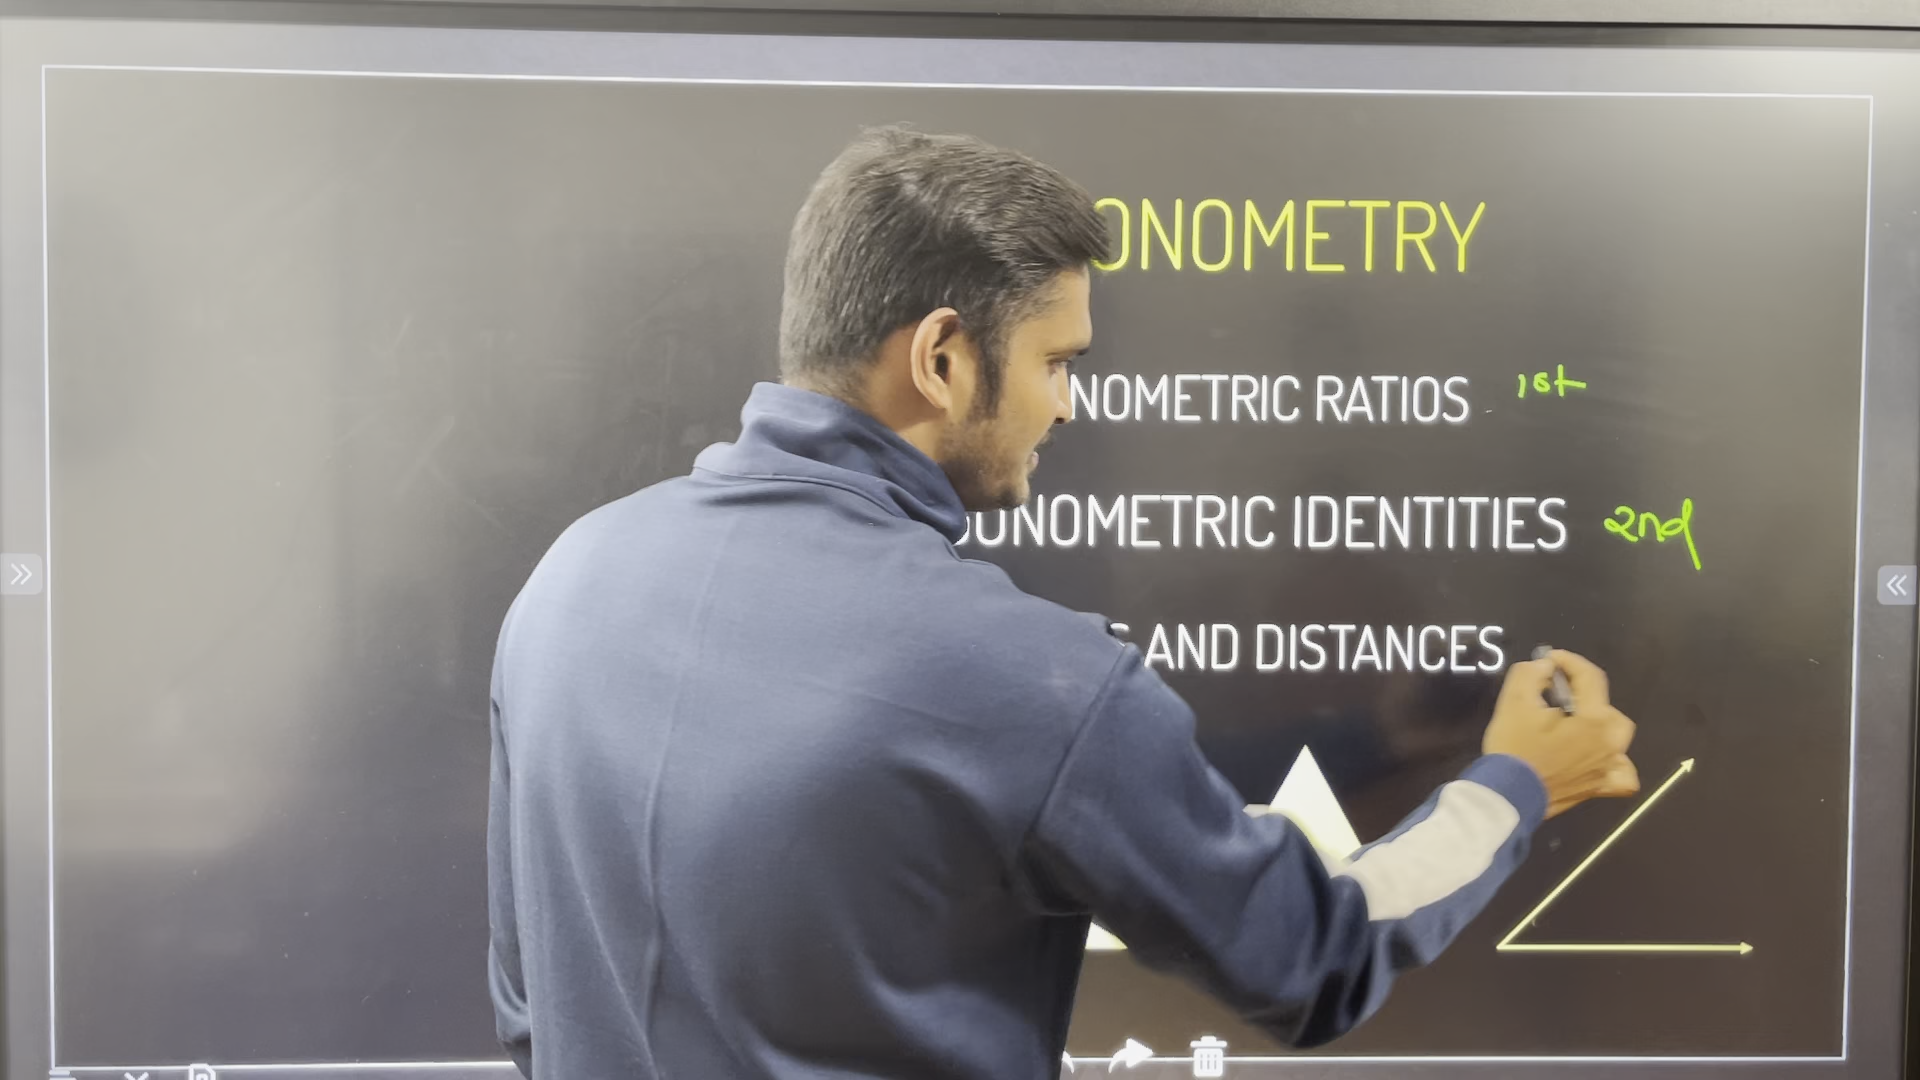 ONOMETRY
NOMETRIC RATIOS 1st
ONOMETRIC IDENTITIES 2nd
S AND DISTANCES